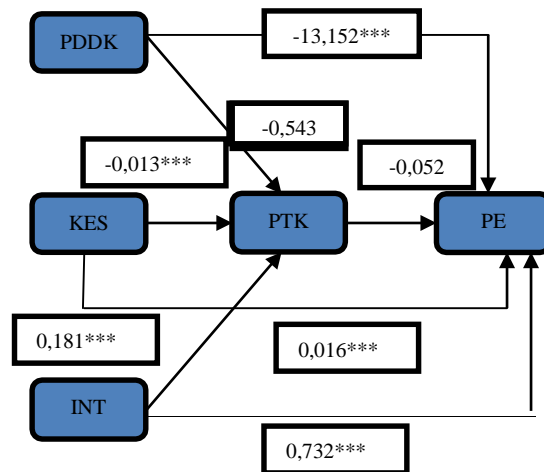 PDDK
-13,152***
-0,543
-0,013***
-0,052
KES
PTK
PE
0,181***
0,016***
INT
0,732***